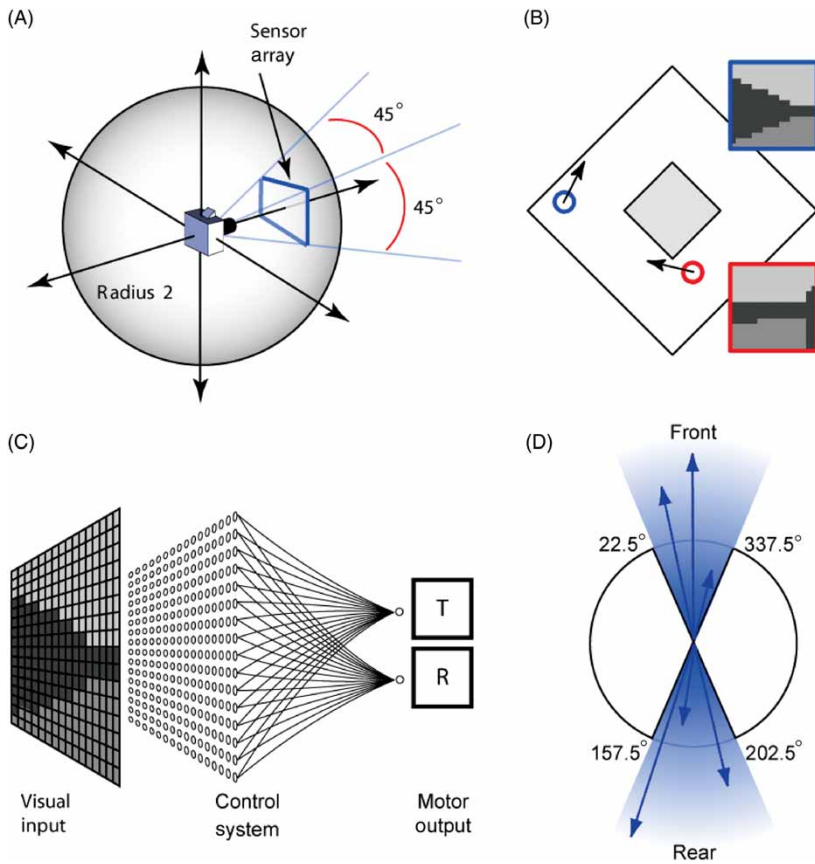 (A)
Sensor
array
45°
45°
Radius 2
(B)
(C)
T
R
Visual
input
Control
system
Motor
output
(D)
Front
22.5°
337.5°
157.5°
202.5°
Rear